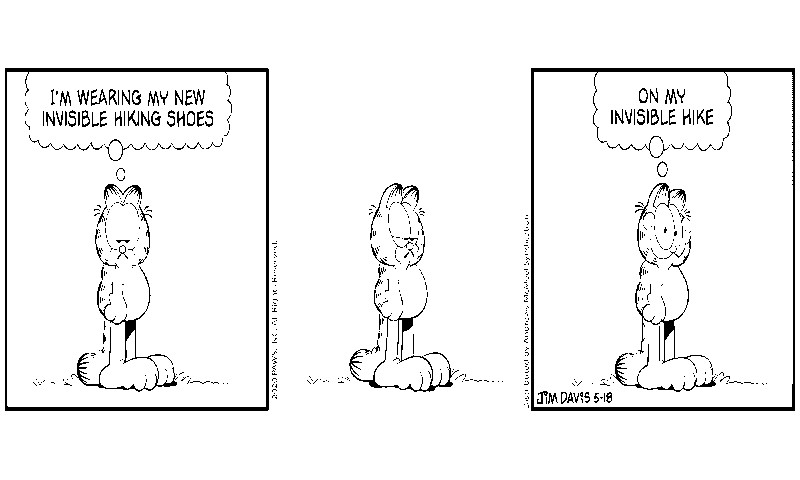 I'M WEARING MY NEW
INVISIBLE HIKING SHOES
ON MY
INVISIBLE HIKE
JIM DAVIS 5-18